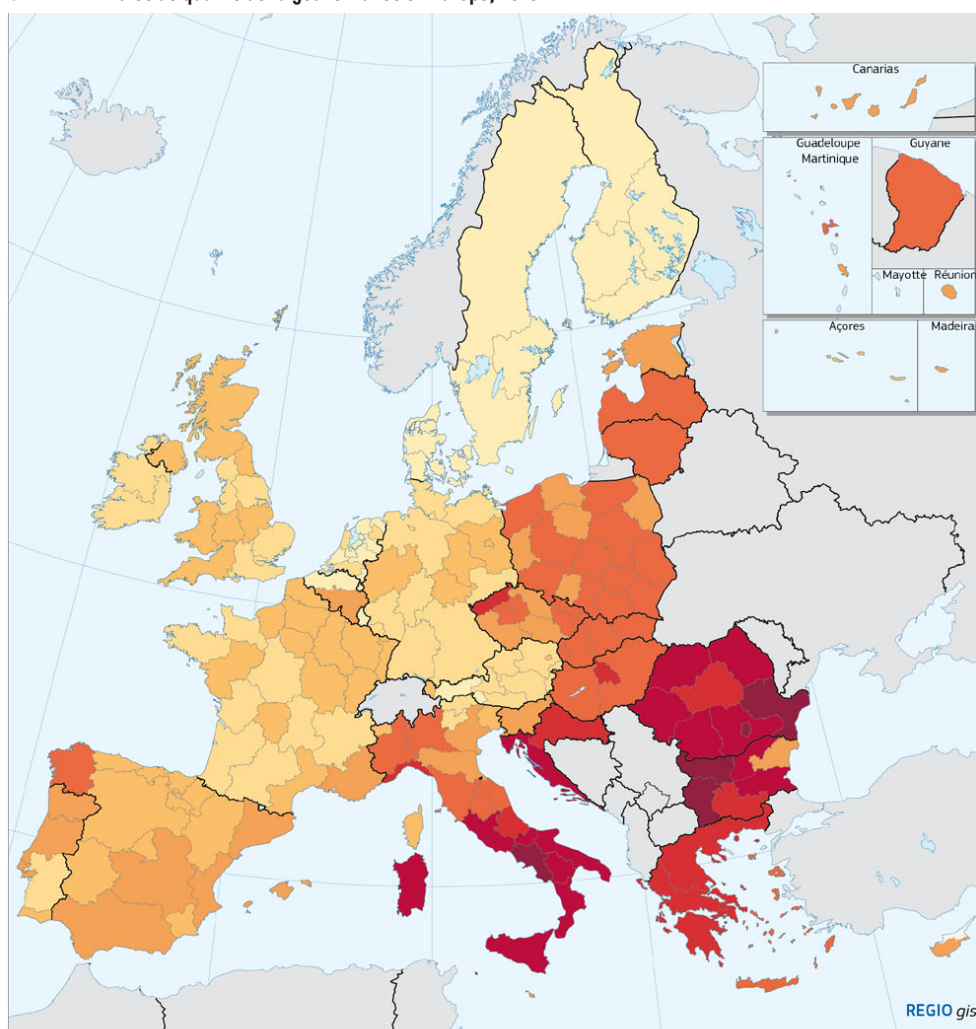 Canarias
Guadeloupe
Martinique
Guyane
Mayotte
Réunion
Açores
Madeira
REGIO gis